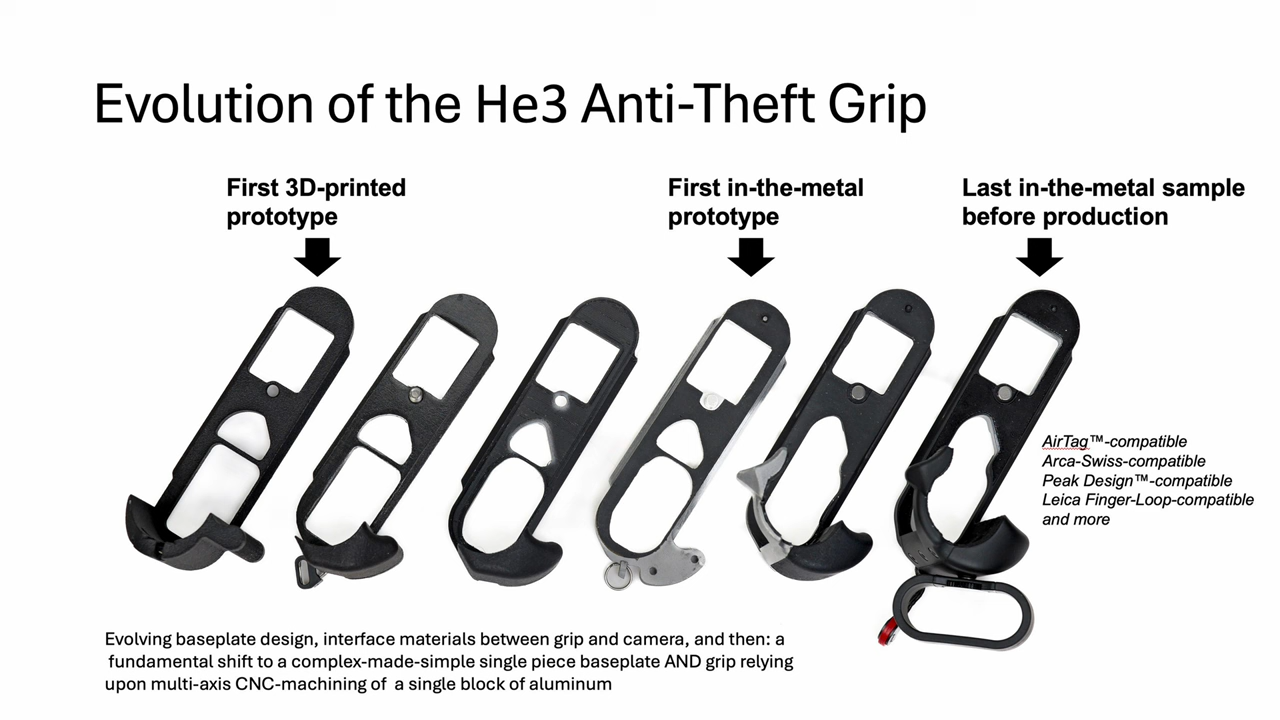 Evolution of the He3 Anti-Theft Grip
First 3D-printed
prototype
First in-the-metal
prototype
Last in-the-metal sample
before production
AirTag™-compatible
Arca-Swiss-compatible
Peak Design™-compatible
Leica Finger-Loop-compatible
and more
Evolving baseplate design, interface materials between grip and camera, and then: a
fundamental shift to a complex-made-simple single piece baseplate AND grip relying
upon multi-axis CNC-machining of a single block of aluminum